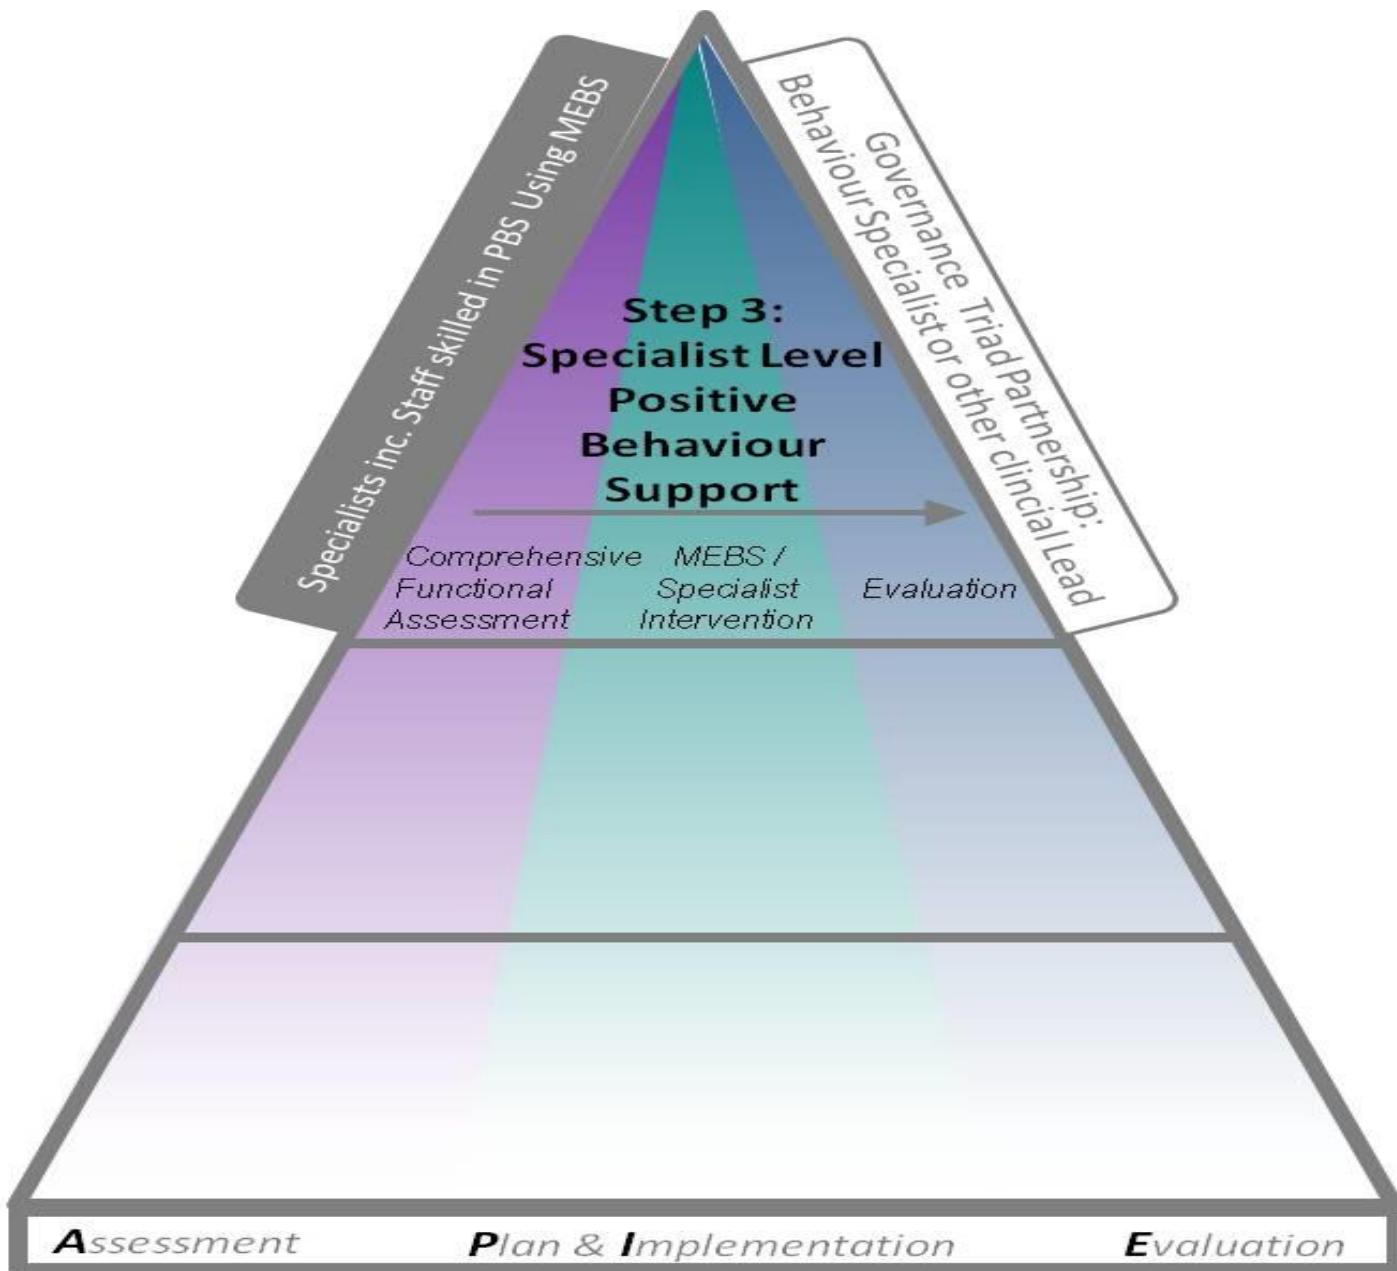 Specialists inc. Staff skilled in PBS Using MEBS
Governance Triad Partnership:
Behaviour Specialist or other clincial Lead
Step 3:
Specialist Level
Positive
Behaviour
Support
Comprehensive
Functional
Assessment
MEBS /
Specialist
Intervention
Evaluation
Assessment
Plan & Implementation
Evaluation